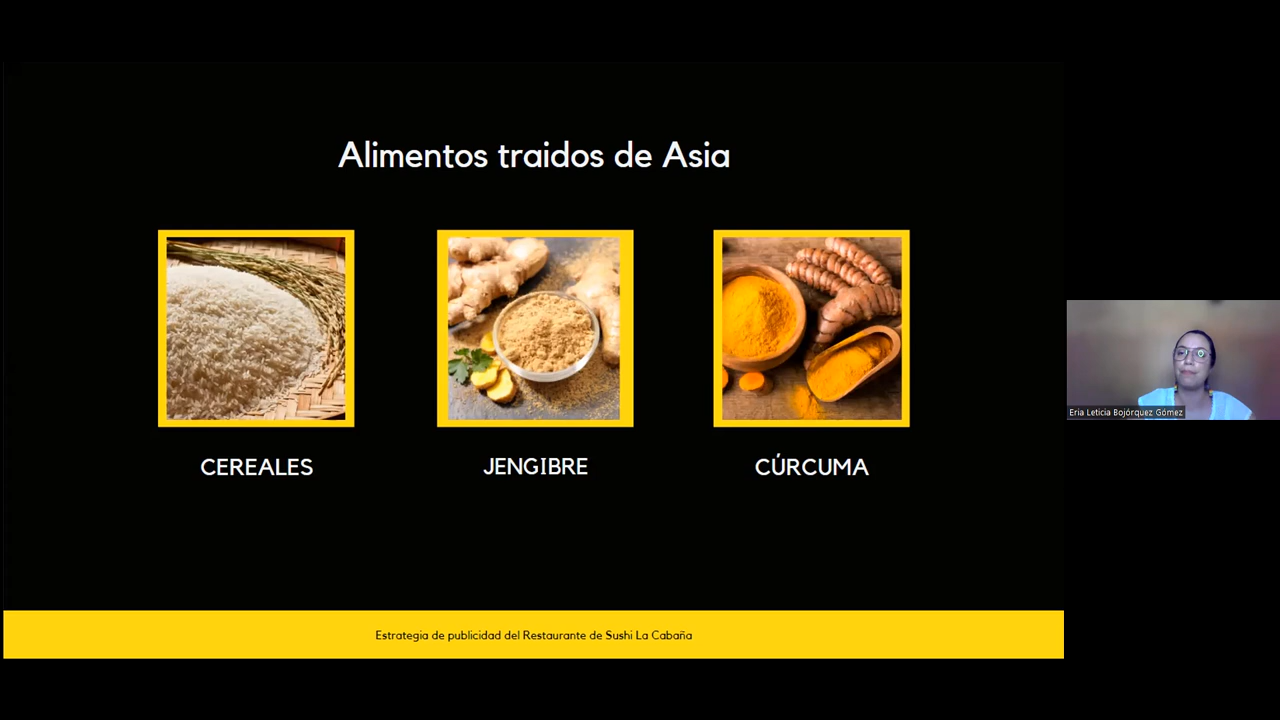 Alimentos traidos de Asia
CEREALES
JENGIBRE
CÚRCUMA
Eria Leticia Bojórquez Gómez
Estrategia de publicidad del Restaurante de Sushi La Cabaña